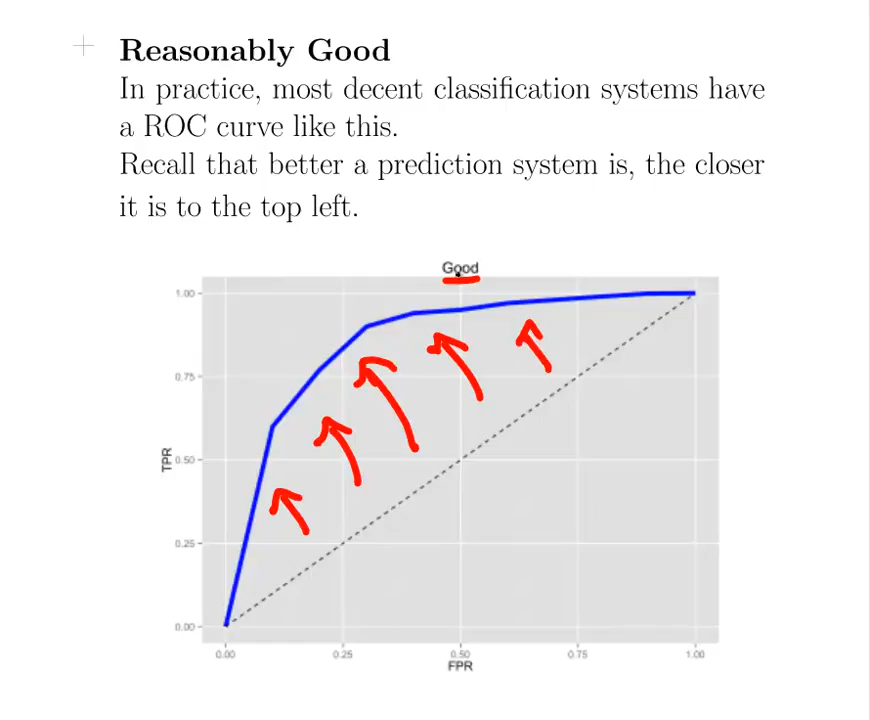 Reasonably Good
In practice, most decent classification systems have
a ROC curve like this.
Recall that better a prediction system is, the closer
it is to the top left.
Good
1.00
0.75
TPR
0.50
0.25
0.00
0.00 0.25 0.50 0.75 1.00
FPR